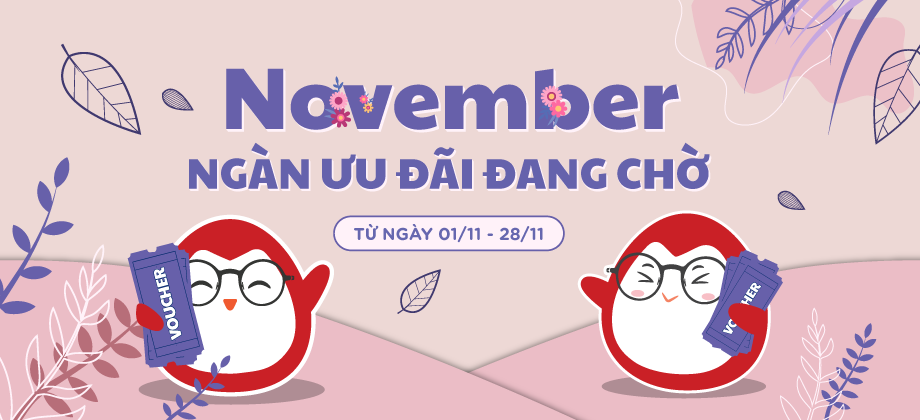 November
NGÀN ƯU ĐÃI ĐANG CHỜ
TỪ NGÀY 01/11 - 28/11
VOUCHER
VOUCHER